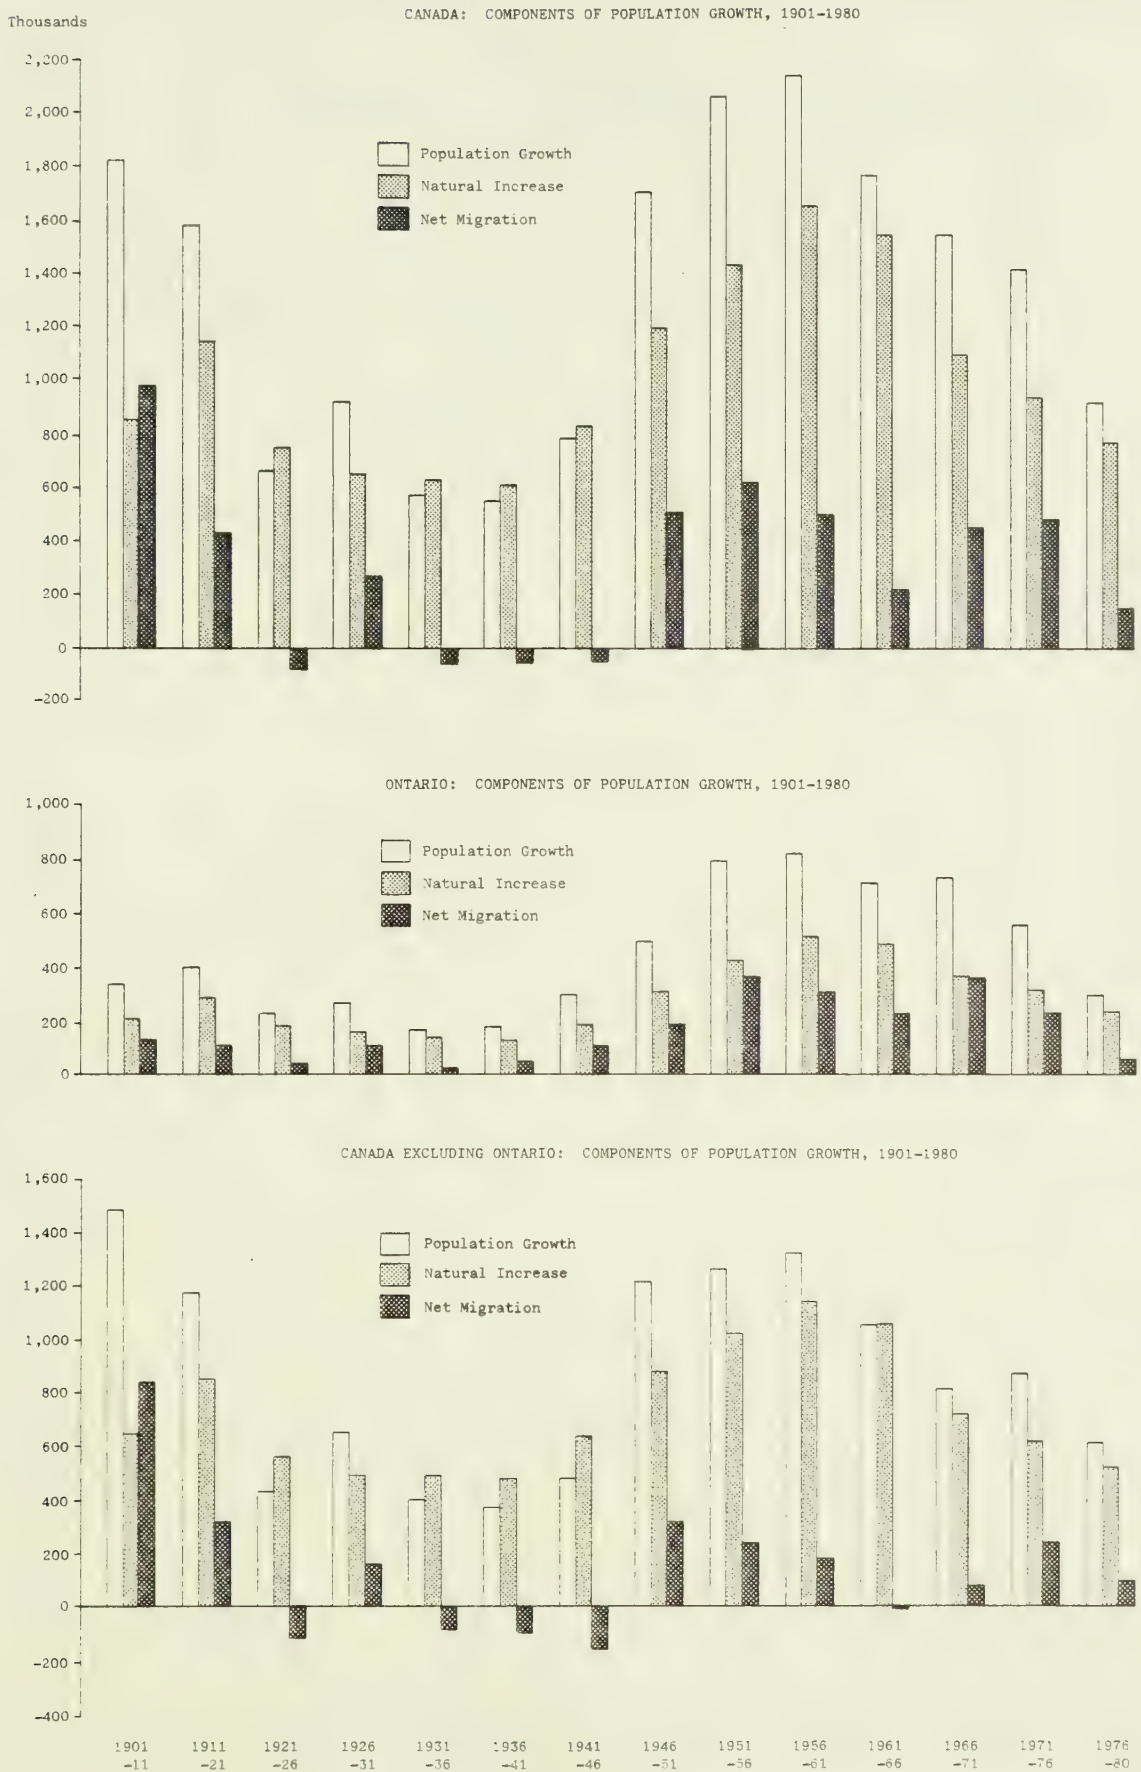 CANADA: COMPONENTS OF POPULATION GROWTH, 1901-1980
Thousands
2,200
2,000
1,800
1,600
1,400
1,200
1,000
800
600
400
200
0
-200
Population Growth
Natural Increase
Net Migration
ONTARIO: COMPONENTS OF POPULATION GROWTH, 1901-1980
1,000
800
600
400
200
0
Population Growth
Natural Increase
Net Migration
CANADA EXCLUDING ONTARIO: COMPONENTS OF POPULATION GROWTH, 1901-1980
1,600
1,400
1,200
1,000
800
600
400
200
0
-200
-400
Population Growth
Natural Increase
Net Migration
1901 1911 1921 1926 1931 1936 1941 1946 1951 1956 1961 1966 1971 1976
-11 -21 -26 -31 -36 -41 -46 -51 -56 -61 -66 -71 -76 -80